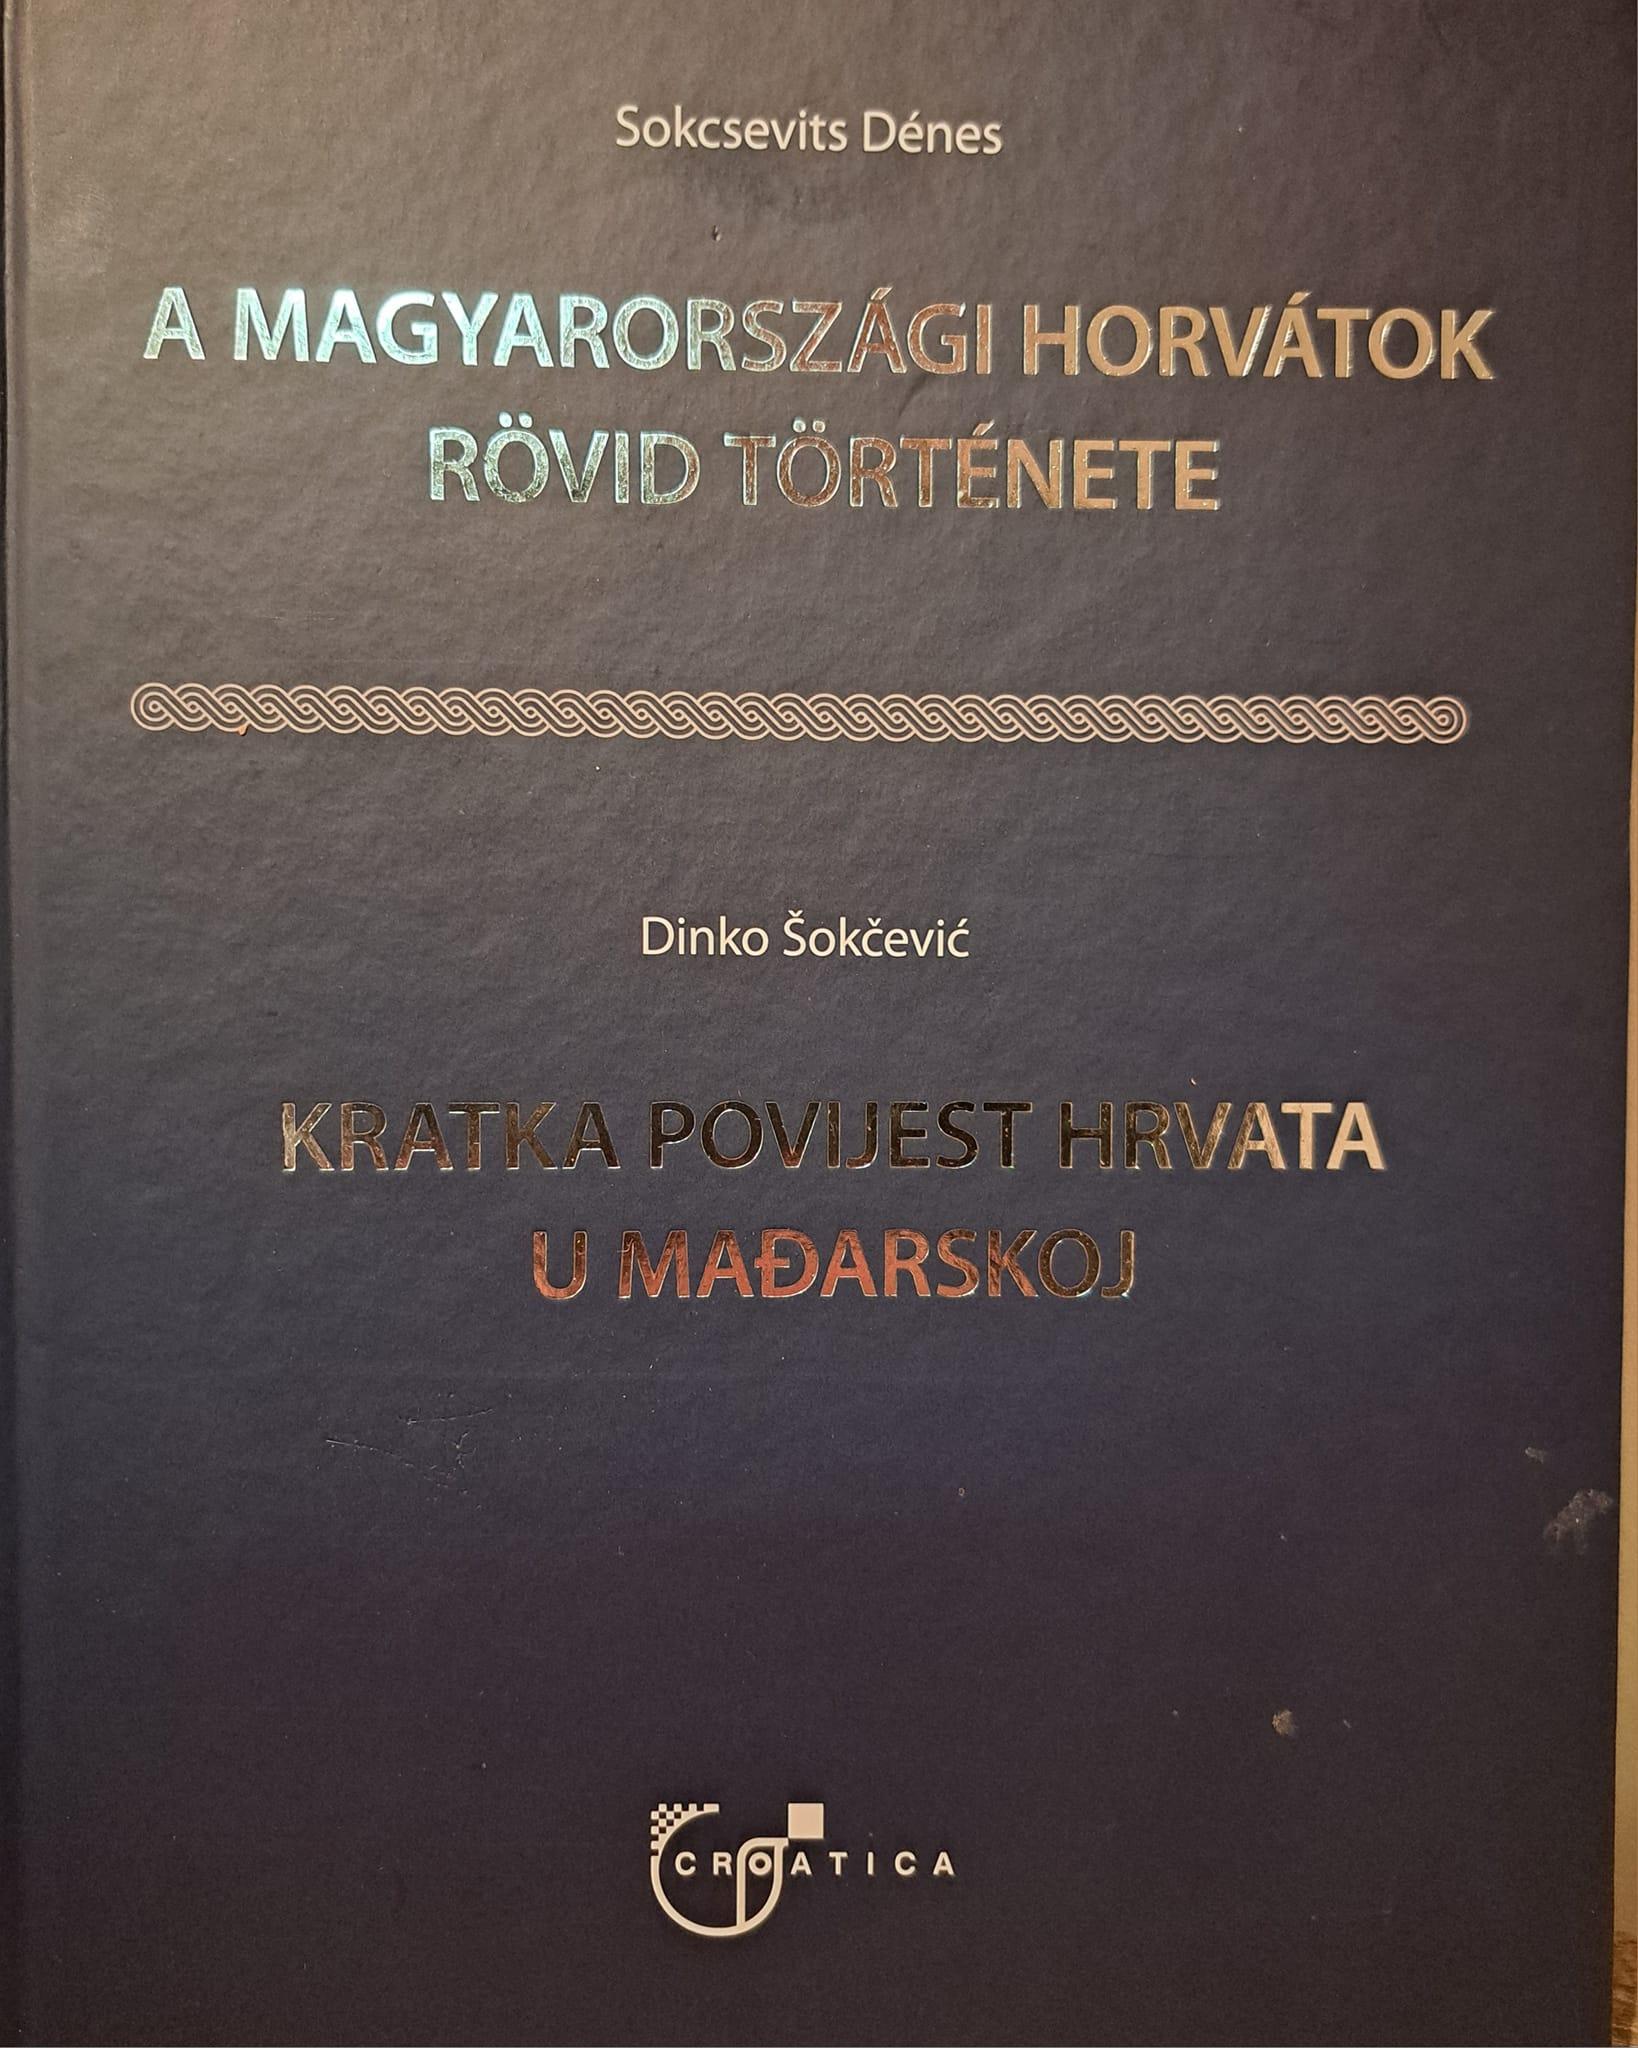 Sokcsevits Dénes
A MAGYARORSZÁGI HORVÁTOK
RÖVID TÖRTÉNETE
Dinko Šokčević
KRATKA POVIJEST HRVATA
U MAĐARSKOJ
CROATICA